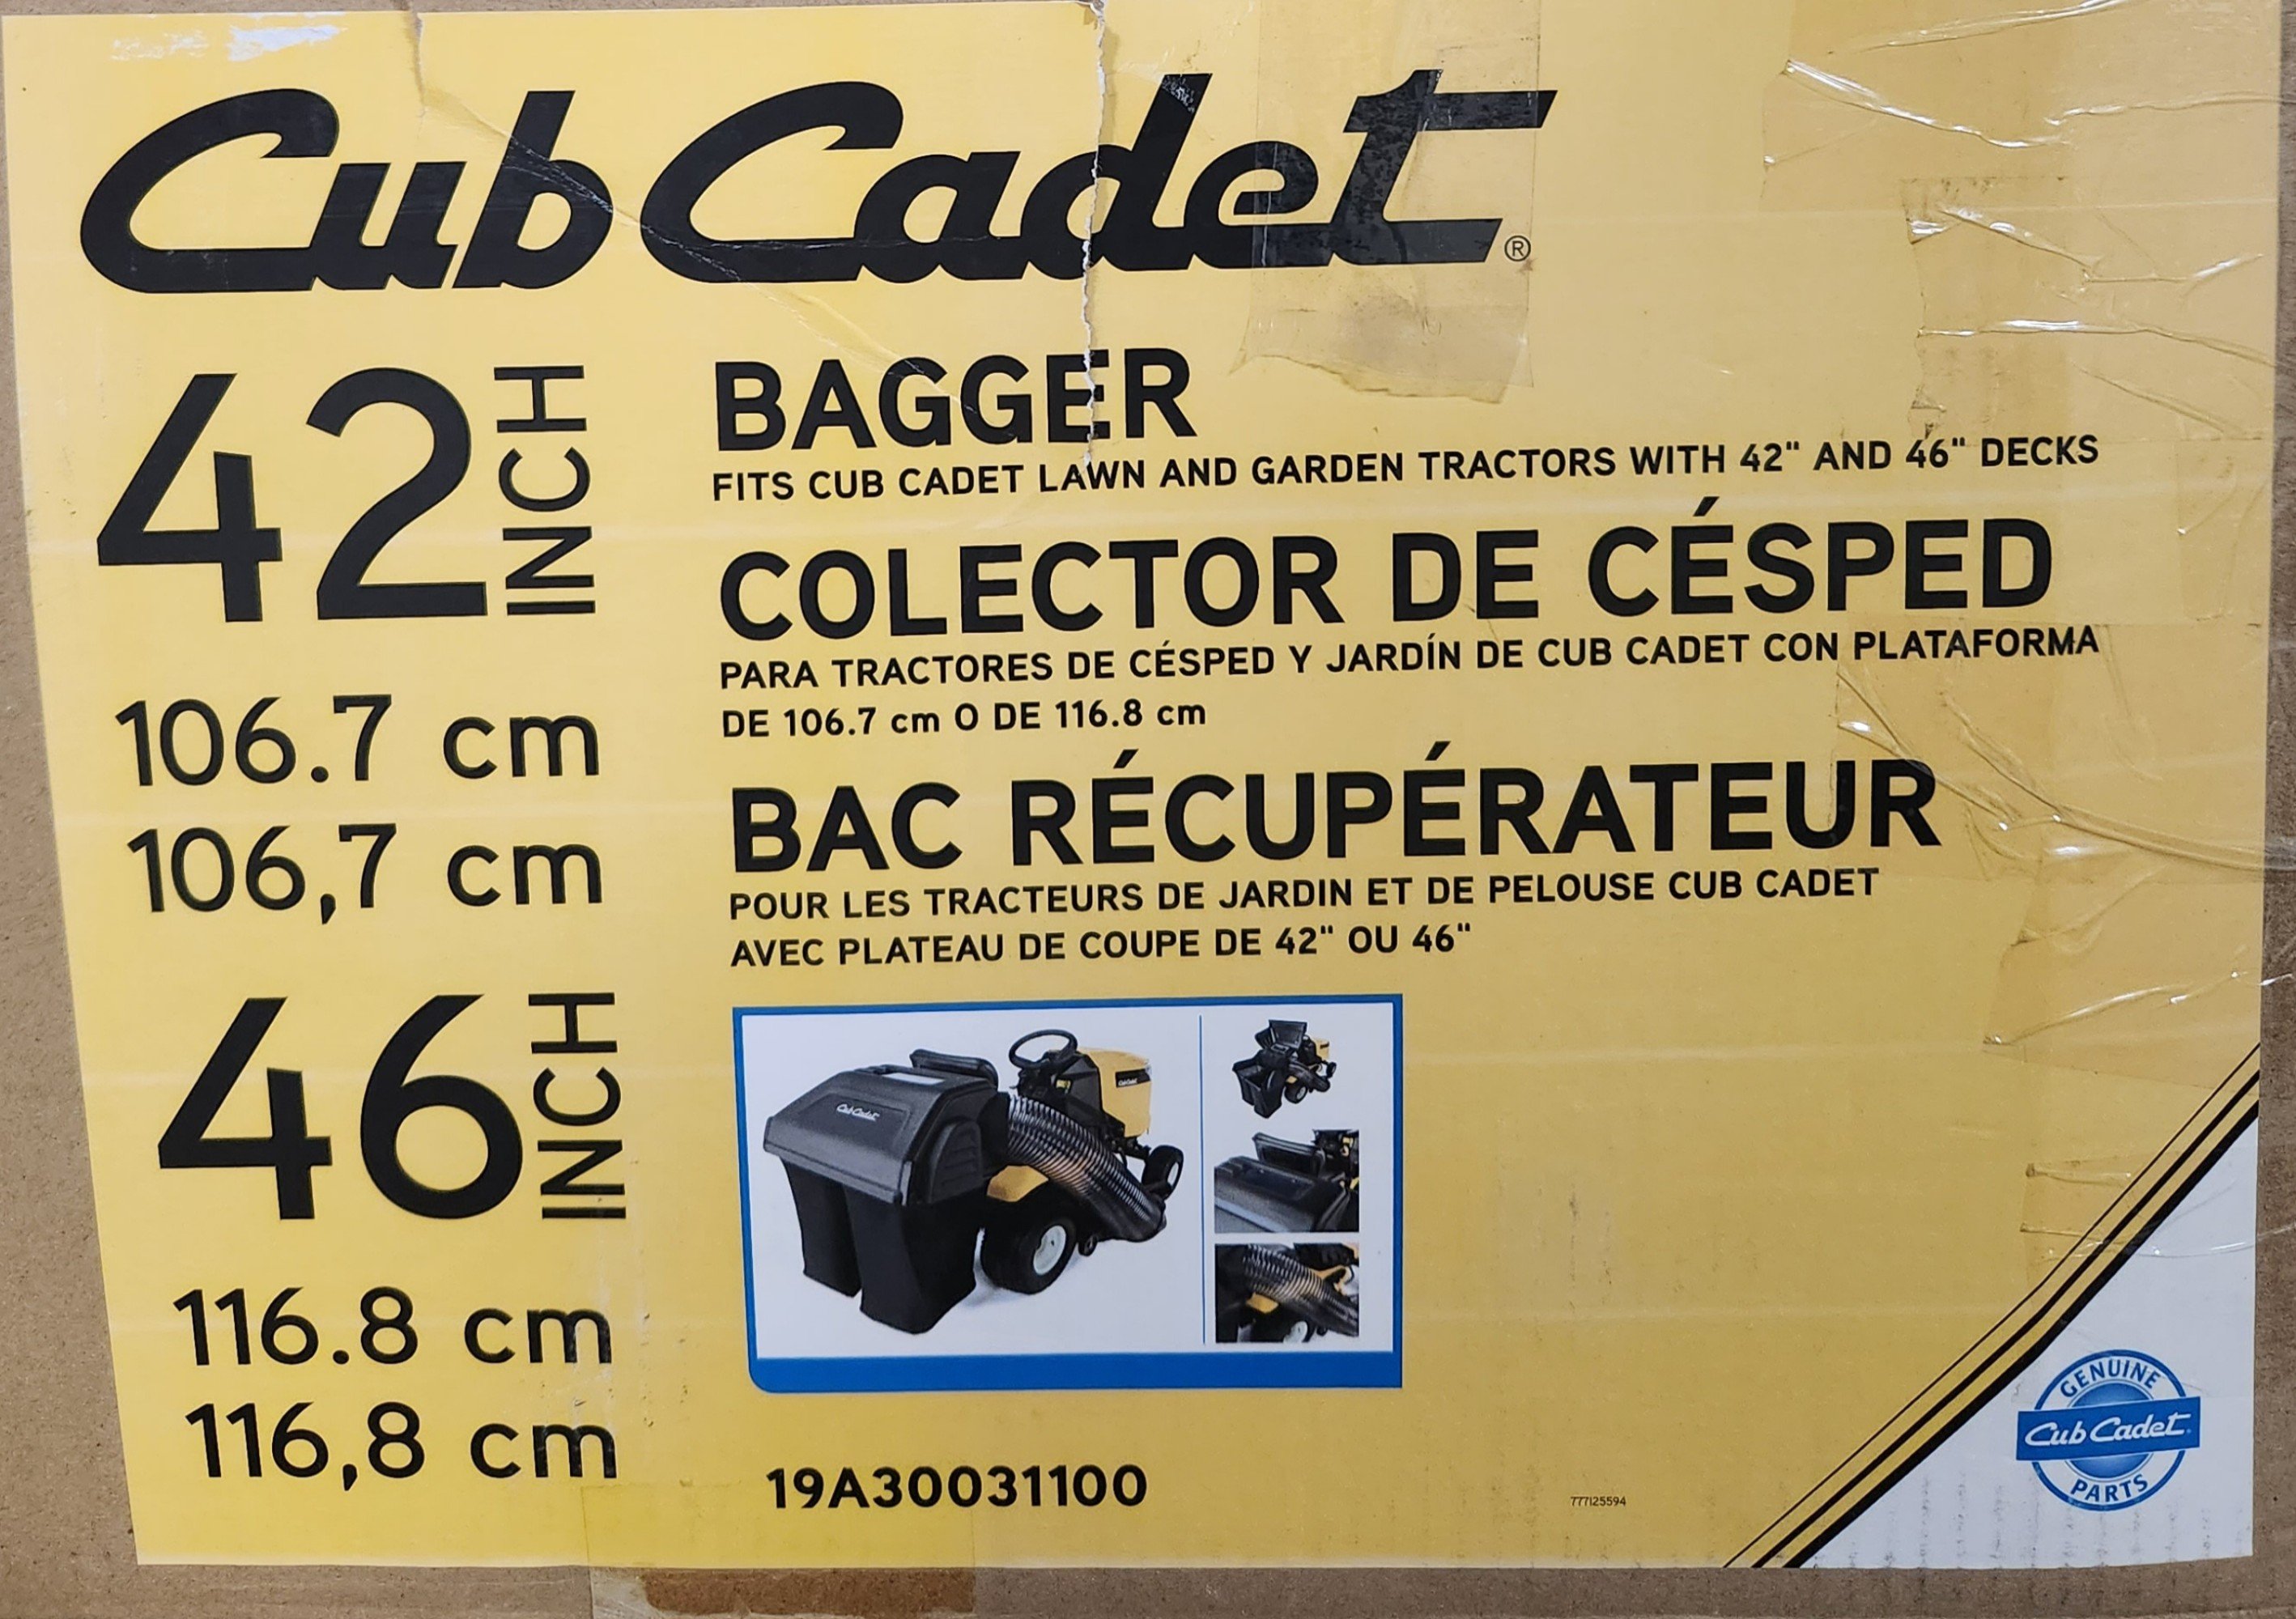 Cub Cadet®
42 INCH
106.7 cm
106,7 cm
46 INCH
116.8 cm
116,8 cm
BAGGER
FITS CUB CADET LAWN AND GARDEN TRACTORS WITH 42" AND 46" DECKS
COLECTOR DE CÉSPED
PARA TRACTORES DE CÉSPED Y JARDÍN DE CUB CADET CON PLATAFORMA
DE 106.7 cm O DE 116.8 cm
BAC RÉCUPÉRATEUR
POUR LES TRACTEURS DE JARDIN ET DE PELOUSE CUB CADET
AVEC PLATEAU DE COUPE DE 42" OU 46"
Cub Cadet
Cub Cadet
19A30031100
777I25594
GENUINE
Cub Cadet
PARTS